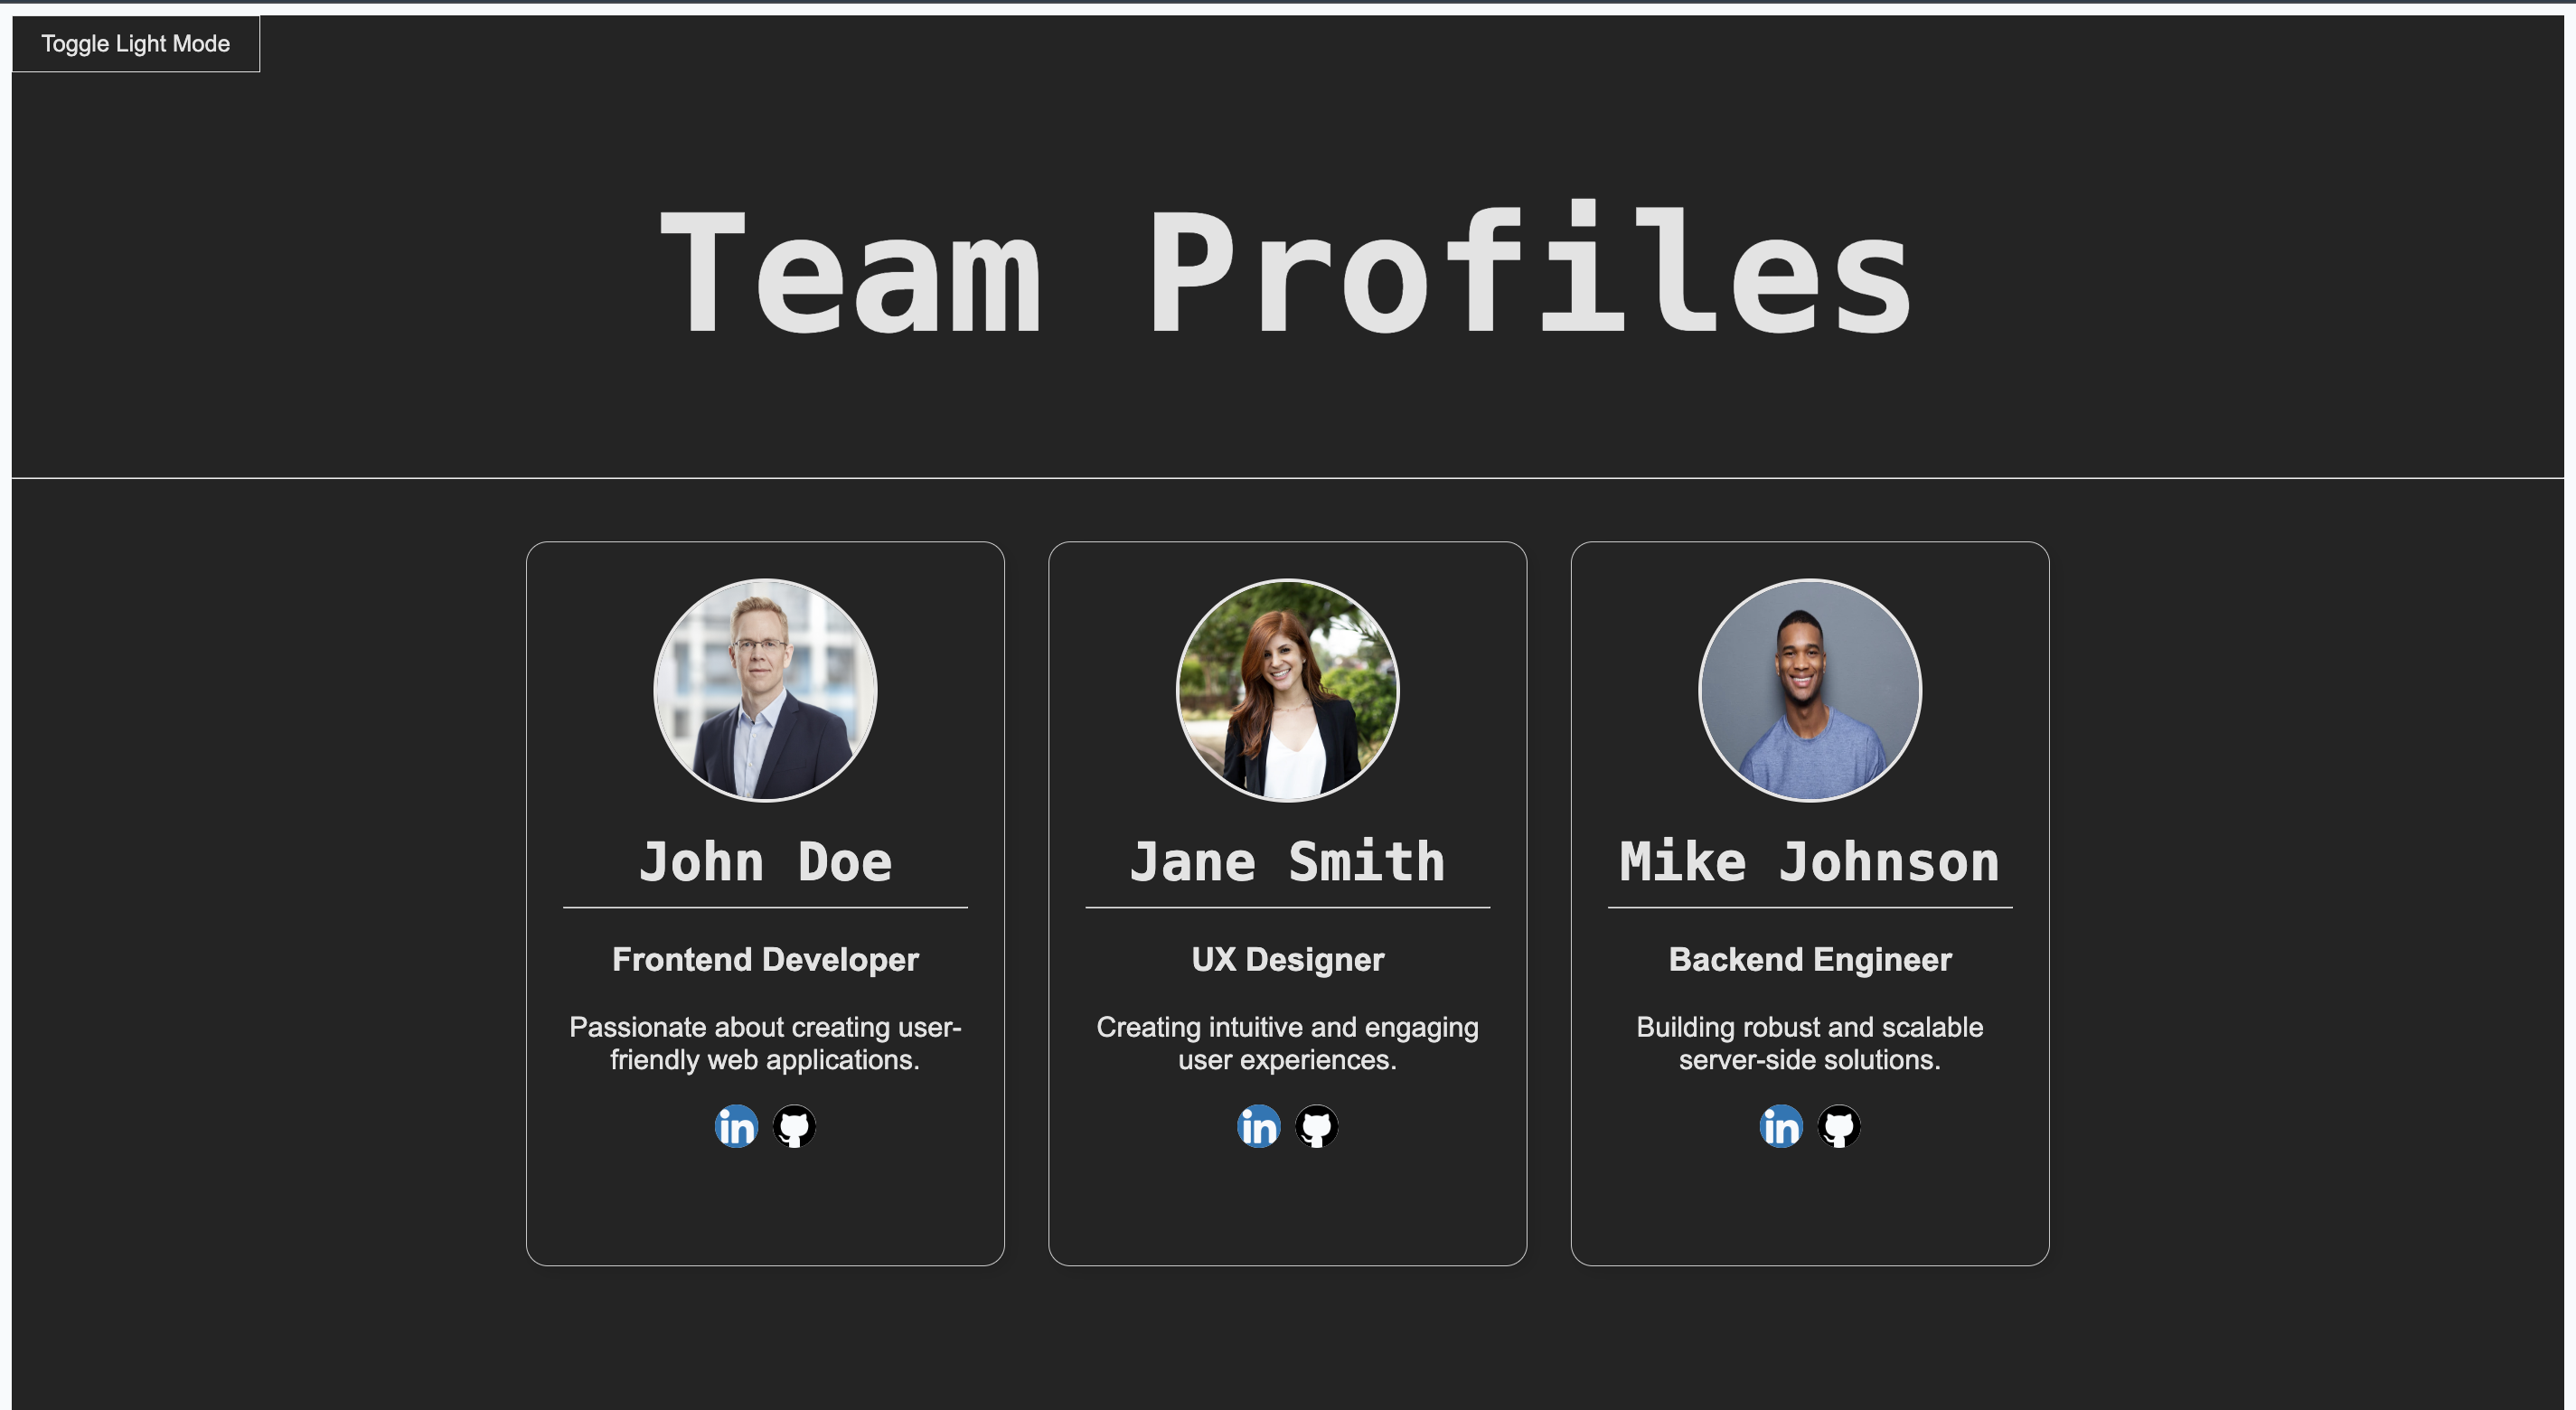 Toggle Light Mode
Team Profiles
John Doe
Frontend Developer
Passionate about creating user-
friendly web applications.
in
Jane Smith
UX Designer
Creating intuitive and engaging
user experiences.
in
Mike Johnson
Backend Engineer
Building robust and scalable
server-side solutions.
in